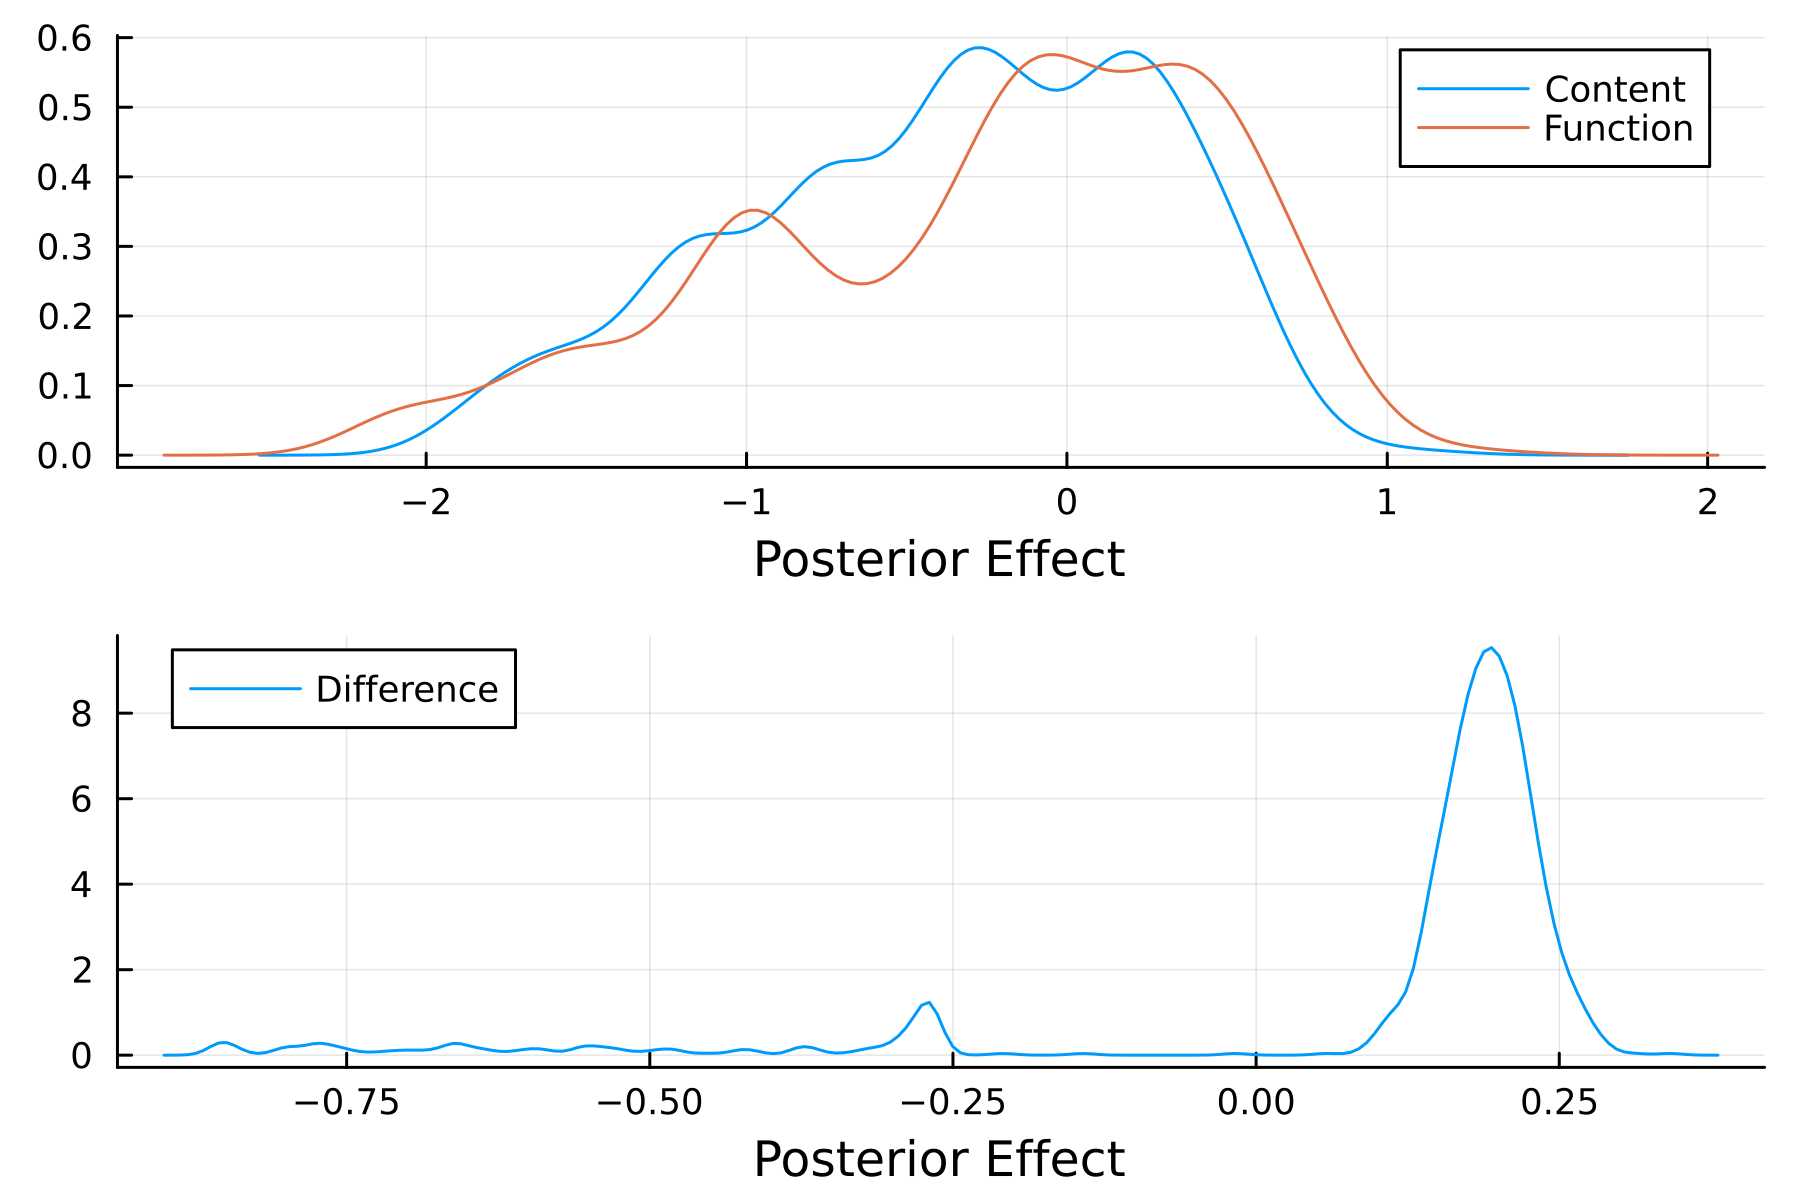 0.6
0.5
0.4
0.3
0.2
0.1
0.0
Content
Function
−2 −1 0 1 2
Posterior Effect
Difference
8
6
4
2
0
−0.75 −0.50 −0.25 0.00 0.25
Posterior Effect